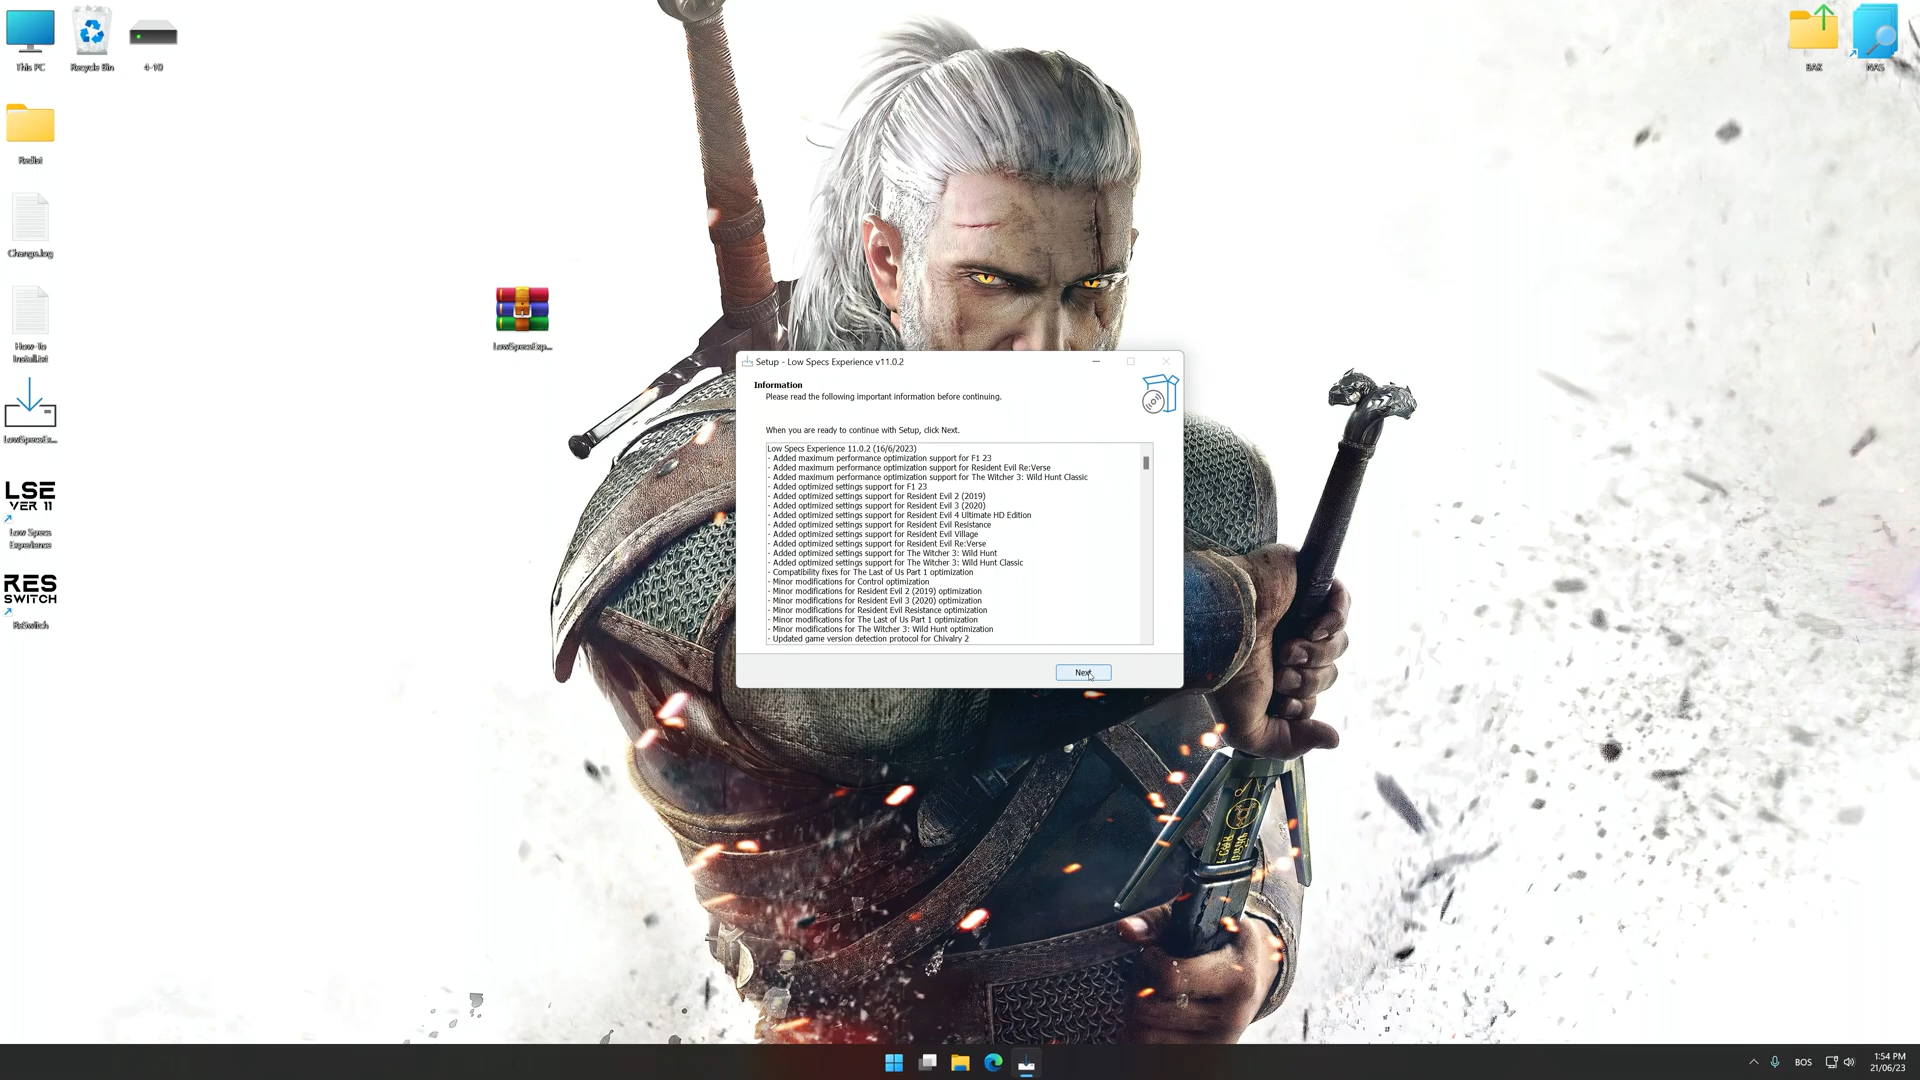 This PC
Recycle Bin
4-10
BAK
NAS
Redist
Change.log
How-To
Install.txt
LowSpecsEx...
LSE
VER 11
Low Specs
Experience
RES
SWITCH
ReSwitch
LowSpecsExp...
Setup - Low Specs Experience v11.0.2
Information
Please read the following important information before continuing.
When you are ready to continue with Setup, click Next.
Low Specs Experience 11.0.2 (16/6/2023)
- Added maximum performance optimization support for F1 23
- Added maximum performance optimization support for Resident Evil Re:Verse
- Added maximum performance optimization support for The Witcher 3: Wild Hunt Classic
- Added optimized settings support for F1 23
- Added optimized settings support for Resident Evil 2 (2019)
- Added optimized settings support for Resident Evil 3 (2020)
- Added optimized settings support for Resident Evil 4 Ultimate HD Edition
- Added optimized settings support for Resident Evil Resistance
- Added optimized settings support for Resident Evil Village
- Added optimized settings support for Resident Evil Re:Verse
- Added optimized settings support for The Witcher 3: Wild Hunt
- Added optimized settings support for The Witcher 3: Wild Hunt Classic
- Compatibility fixes for The Last of Us Part 1 optimization
- Minor modifications for Control optimization
- Minor modifications for Resident Evil 2 (2019) optimization
- Minor modifications for Resident Evil 3 (2020) optimization
- Minor modifications for Resident Evil Resistance optimization
- Minor modifications for The Last of Us Part 1 optimization
- Minor modifications for The Witcher 3: Wild Hunt optimization
- Updated game version detection protocol for Chivalry 2
Next
BOS
1:54 PM
21/06/23